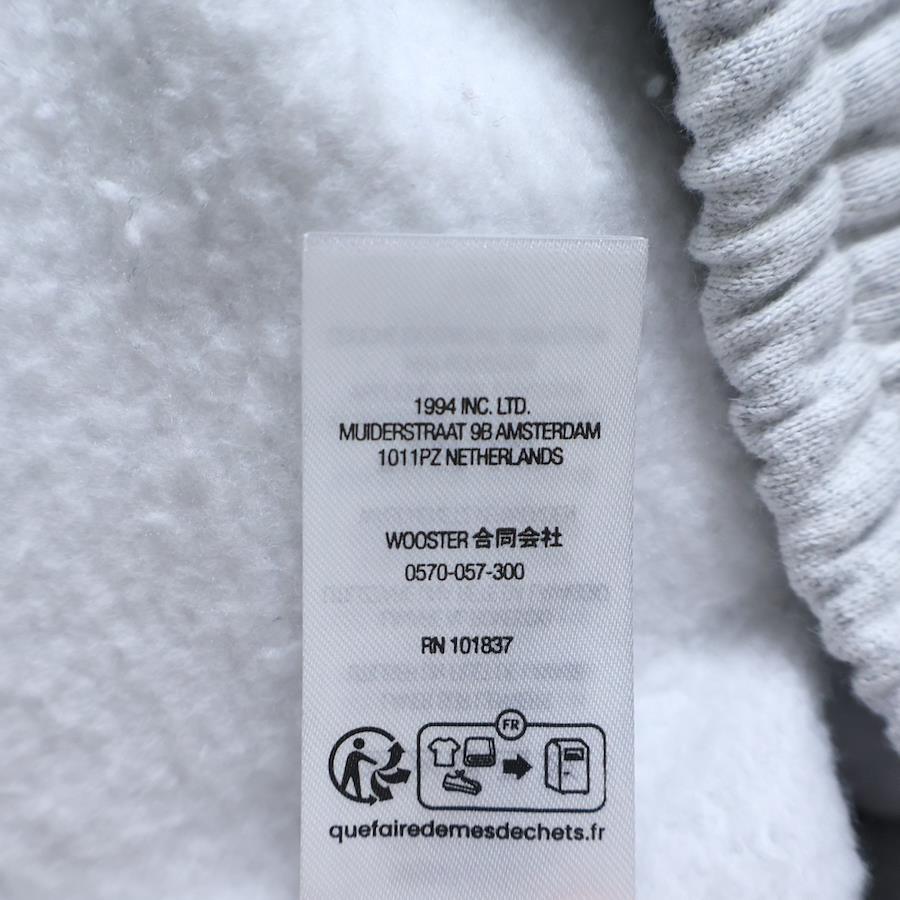 1994 INC. LTD.
MUIDERSTRAAT 9B AMSTERDAM
1011PZ NETHERLANDS
WOOSTER 合同会社
0570-057-300
RN 101837
FR
quefairedemesdechets.fr